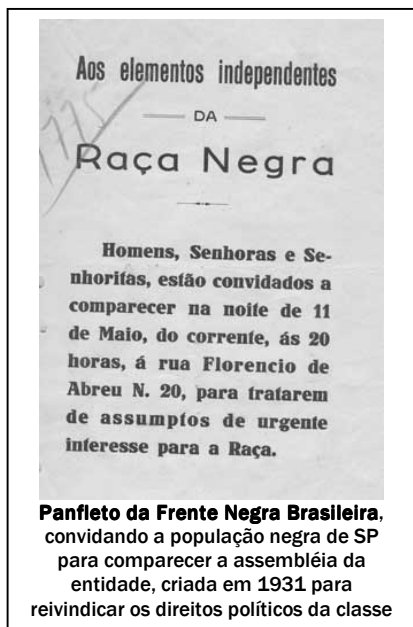 Aos elementos independentes
DA
Raça Negra
Homens, Senhoras e Se-
nhoritas, estão convidados a
comparecer na noite de 11
de Maio, do corrente, ás 20
horas, á rua Florencio de
Abreu N. 20, para tratarem
de assumptos de urgente
interesse para a Raça.
Panfleto da Frente Negra Brasileira,
convidando a população negra de SP
para comparecer a assembléia da
entidade, criada em 1931 para
reivindicar os direitos políticos da classe